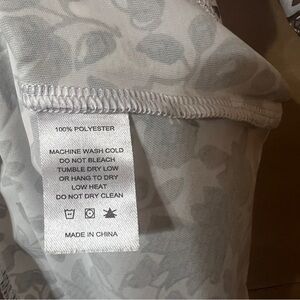 100% POLYESTER
MACHINE WASH COLD
DO NOT BLEACH
TUMBLE DRY LOW
OR HANG TO DRY
LOW HEAT
DO NOT DRY CLEAN
MADE IN CHINA